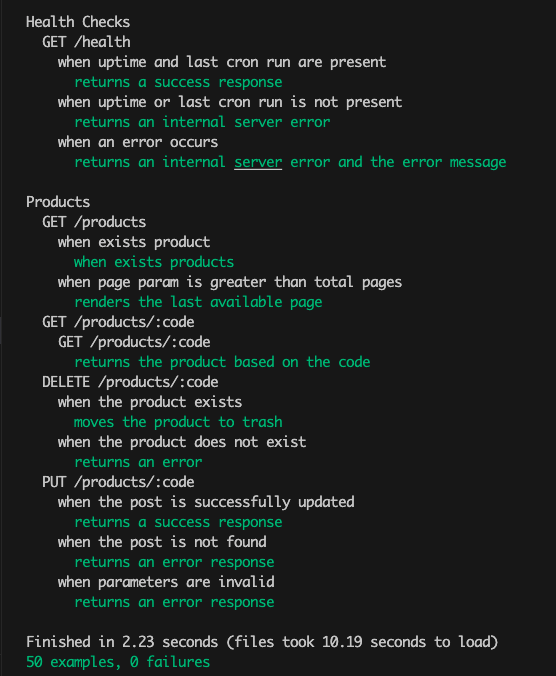 Health Checks
GET /health
when uptime and last cron run are present
returns a success response
when uptime or last cron run is not present
returns an internal server error
when an error occurs
returns an internal server error and the error message
Products
GET /products
when exists product
when exists products
when page param is greater than total pages
renders the last available page
GET /products/:code
GET /products/:code
returns the product based on the code
DELETE /products/:code
when the product exists
moves the product to trash
when the product does not exist
returns an error
PUT /products/:code
when the post is successfully updated
returns a success response
when the post is not found
returns an error response
when parameters are invalid
returns an error response
Finished in 2.23 seconds (files took 10.19 seconds to load)
50 examples, 0 failures